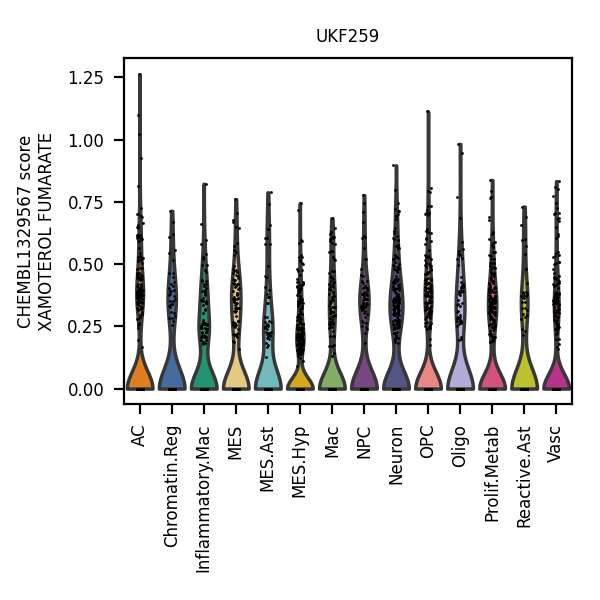 UKF259
CHEMBL1329567 score
XAMOTEROL FUMARATE
1.25
1.00
0.75
0.50
0.25
0.00
AC
Chromatin.Reg
Inflammatory.Mac
MES
MES.Ast
MES.Hyp
Mac
NPC
Neuron
OPC
Oligo
Prolif.Metab
Reactive.Ast
Vasc